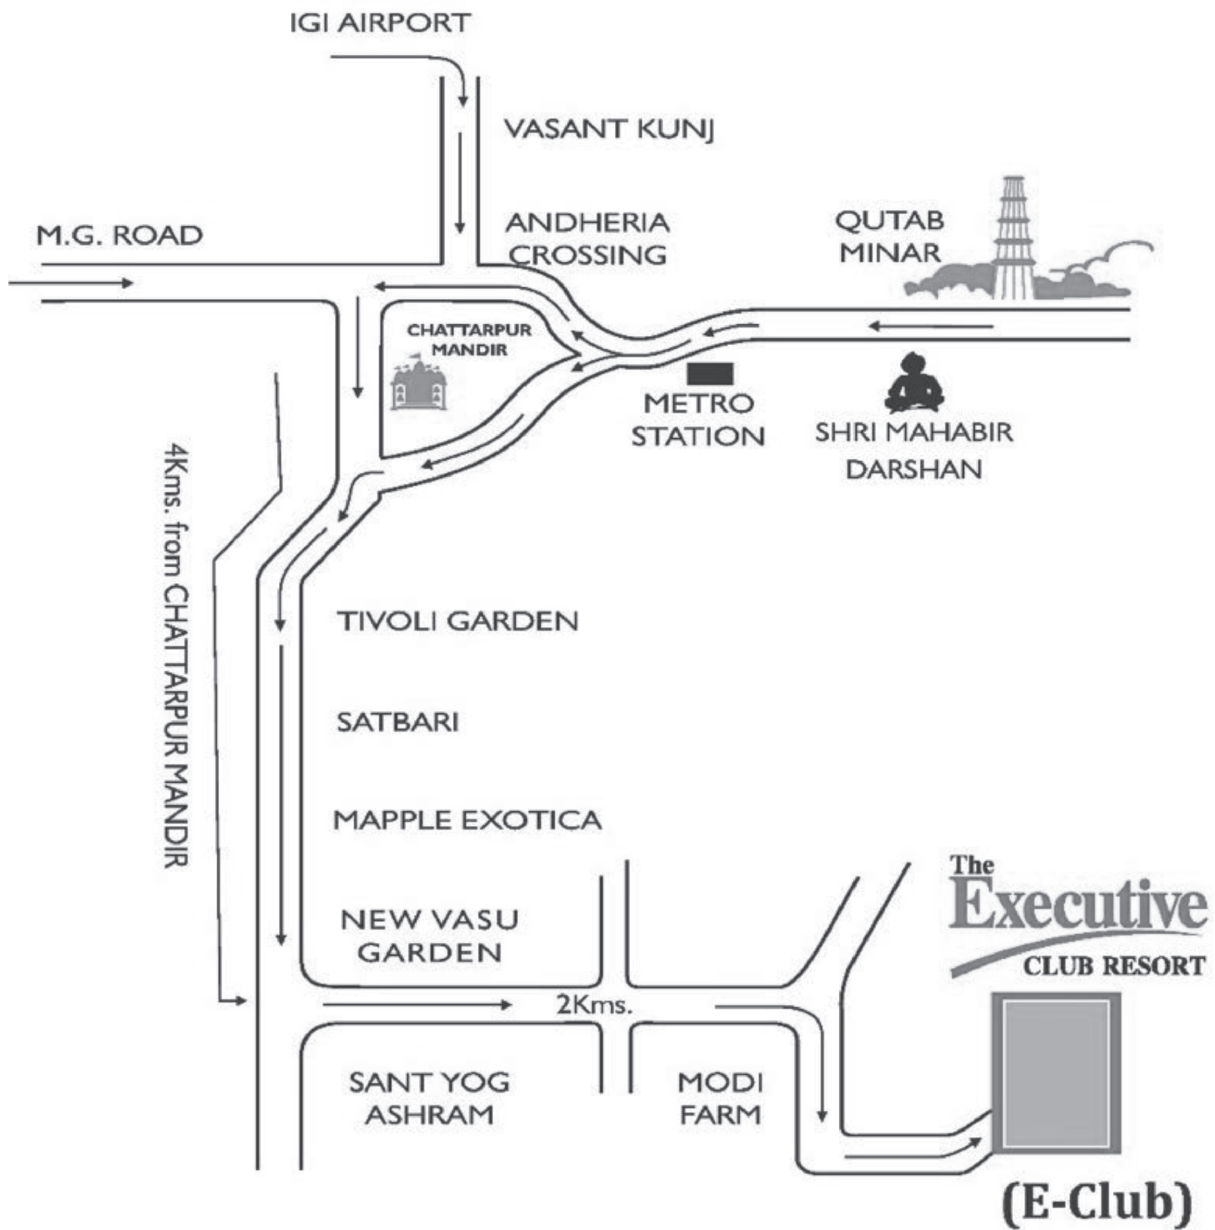 IGI AIRPORT
VASANT KUNJ
M.G. ROAD
ANDHERIA
CROSSING
QUTAB
MINAR
CHATTARPUR
MANDIR
METRO
STATION
SHRI MAHABIR
DARSHAN
4Kms. from CHATTARPUR MANDIR
TIVOLI GARDEN
SATBARI
MAPPLE EXOTICA
NEW VASU
GARDEN
2Kms.
SANT YOG
ASHRAM
MODI
FARM
The
Executive
CLUB RESORT
(E-Club)